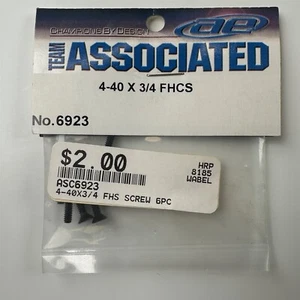 CHAMPIONS BY DESIGN
TEAM ASSOCIATED
ae
4-40 X 3/4 FHCS
No.6923
$2.00
HRP
8185
WABEL
ASC6923
4-40X3/4 FHS SCREW 6PC